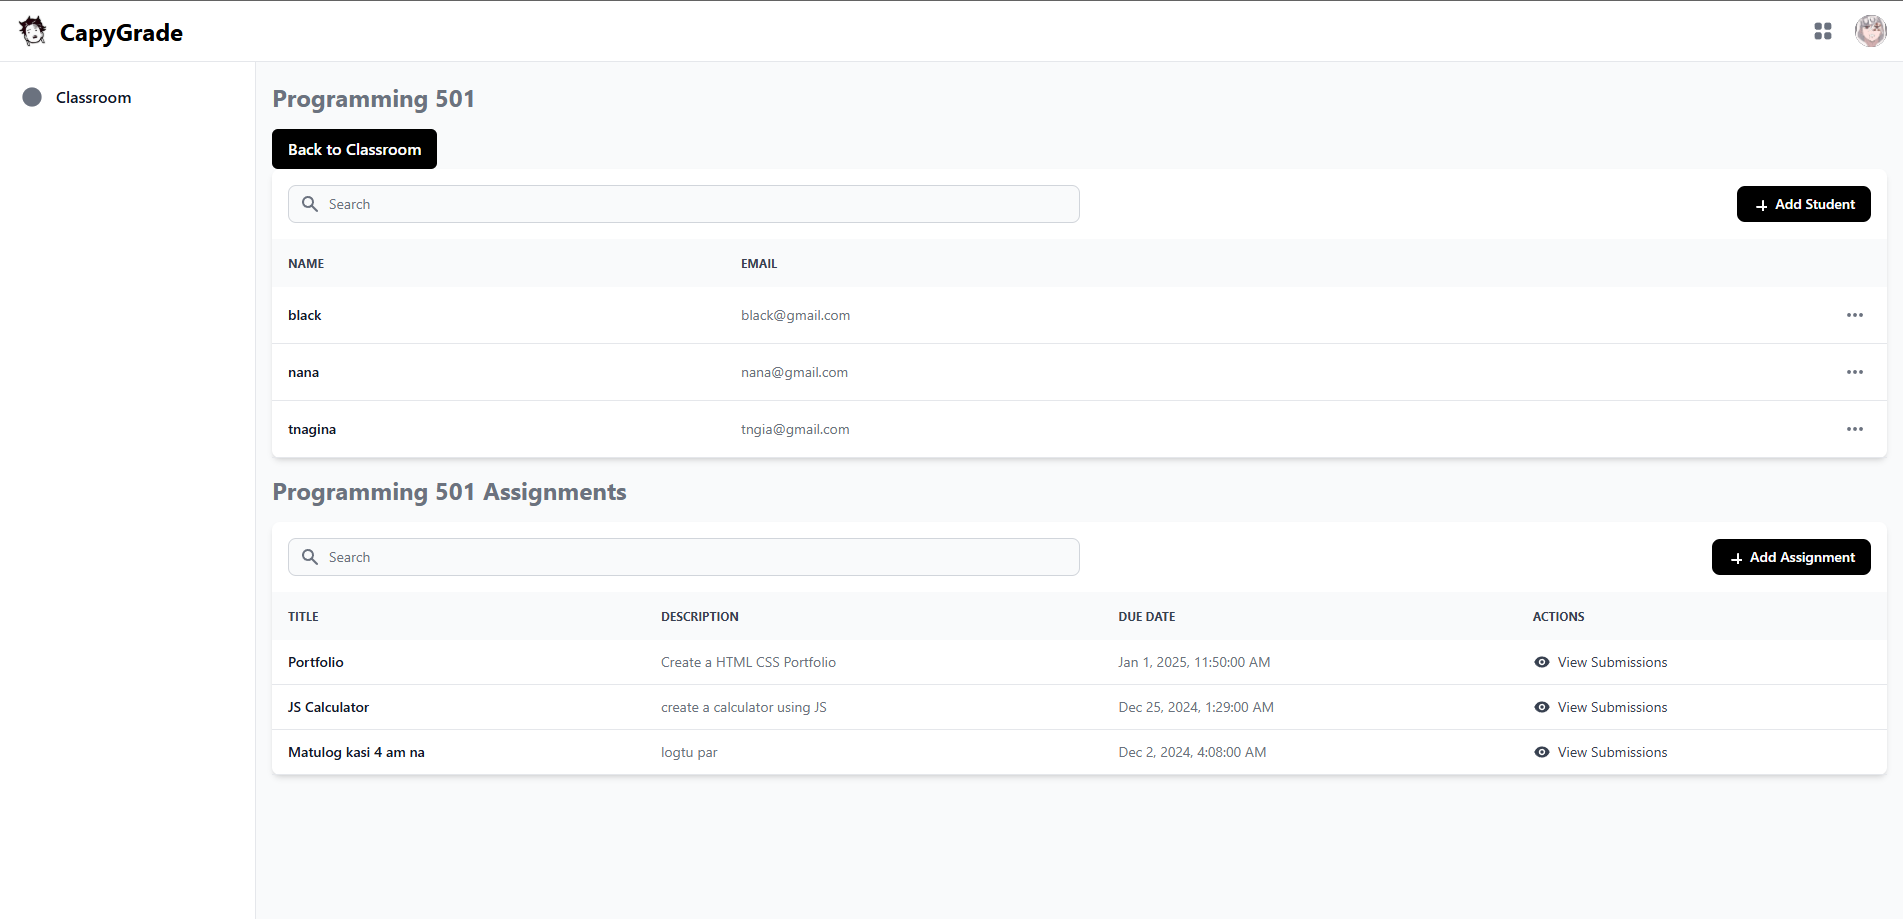 CapyGrade
Classroom
Programming 501
Back to Classroom
Search
+ Add Student
NAME EMAIL
black black@gmail.com
nana nana@gmail.com
tnagina tngia@gmail.com
Programming 501 Assignments
Search
+ Add Assignment
TITLE DESCRIPTION DUE DATE ACTIONS
Portfolio Create a HTML CSS Portfolio Jan 1, 2025, 11:50:00 AM View Submissions
JS Calculator create a calculator using JS Dec 25, 2024, 1:29:00 AM View Submissions
Matulog kasi 4 am na logtu par Dec 2, 2024, 4:08:00 AM View Submissions